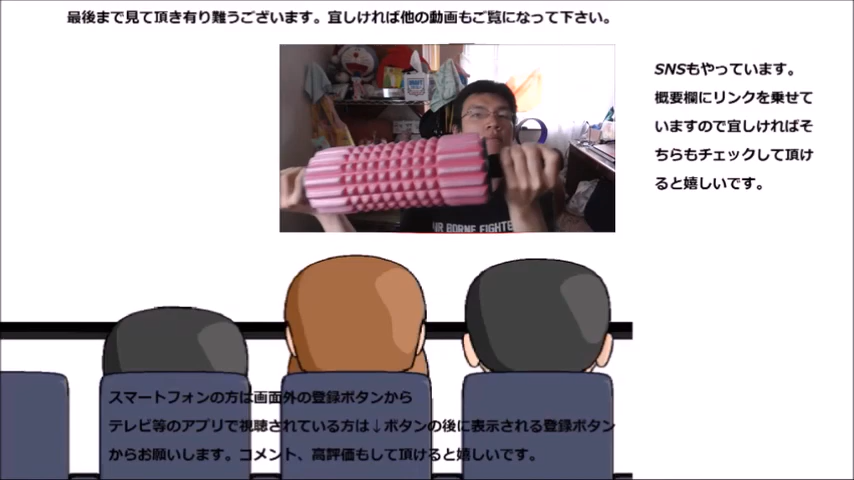 最後まで見て頂き有り難うございます。宜しければ他の動画もご覧になって下さい。
SNSもやっています。
概要欄にリンクを乗せて
いますので宜しければそ
ちらもチェックして頂け
ると嬉しいです。
AIR BORNE FIGHTE
スマートフォンの方は画面外の登録ボタンから
テレビ等のアプリで視聴されている方は↓ボタンの後に表示される登録ボタン
からお願いします。コメント、高評価もして頂けると嬉しいです。